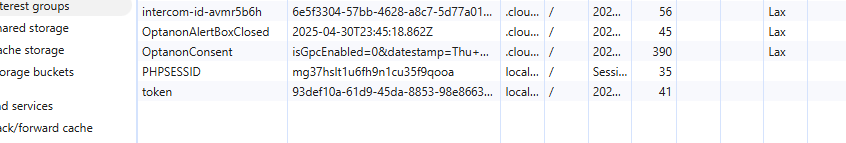 terest groups
intercom-id-avmr5b6h 6e5f3304-57bb-4628-a8c7-5d77a01... .clou... / 202... 56 Lax
hared storage
OptanonAlertBoxClosed 2025-04-30T23:45:18.862Z .clou... / 202... 45 Lax
ache storage
OptanonConsent isGpcEnabled=0&datestamp=Thu+... .clou... / 202... 390 Lax
orage buckets
PHPSESSID mg37hslt1u6fh9n1cu35f9qooa local... / Sessi... 35
token 93def10a-61d9-45da-8853-98e8663... local... / 202... 41
nd services
ack/forward cache